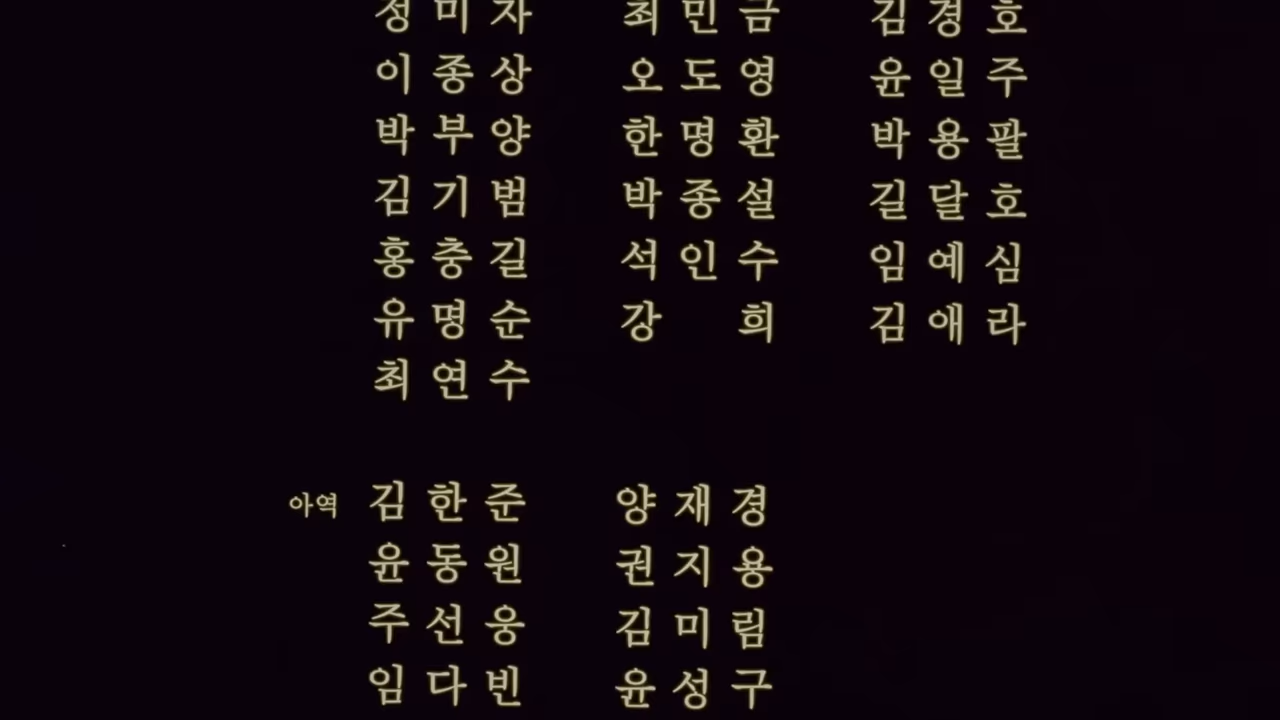 정미자 최민금 김경호
이종상 오도영 윤일주
박부양 한명환 박용팔
김기범 박종설 길달호
홍충길 석인수 임예심
유명순 강 희 김애라
최연수
아역 김한준 양재경
윤동원 권지용
주선웅 김미림
임다빈 윤성구